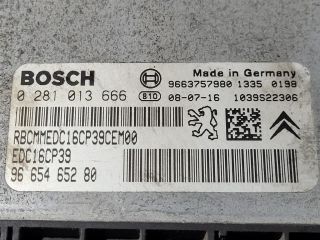 BOSCH
Made in Germany
9663757980 1335 0198
0 281 013 666 B10 08-07-16 1039S22306
RBCMMEDC16CP39CEM00
EDC16CP39
96 654 652 80